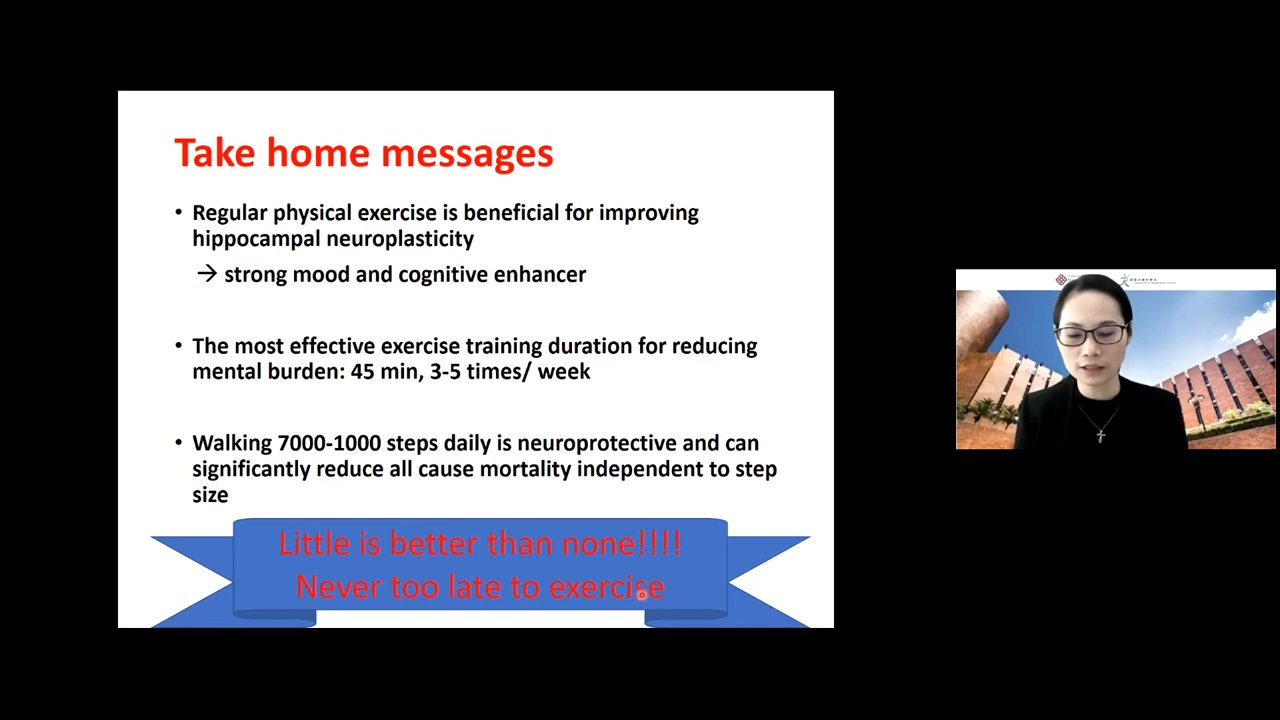 Take home messages
• Regular physical exercise is beneficial for improving
hippocampal neuroplasticity
→ strong mood and cognitive enhancer
• The most effective exercise training duration for reducing
mental burden: 45 min, 3-5 times/ week
• Walking 7000-1000 steps daily is neuroprotective and can
significantly reduce all cause mortality independent to step
size
Little is better than none!!!!
Never too late to exercise